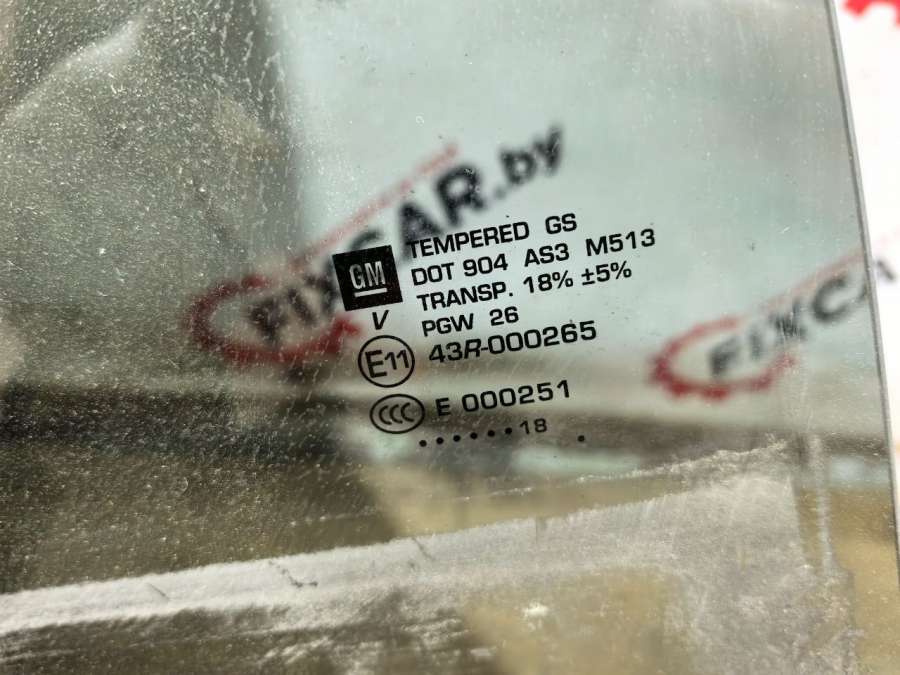 FIXCAR.by
TEMPERED GS
GM
DOT 904 AS3 M513
TRANSP. 18% ±5%
V
PGW 26
E11
43R-000265
CCC
E 000251
• • • • • • 18 •
FIXCA